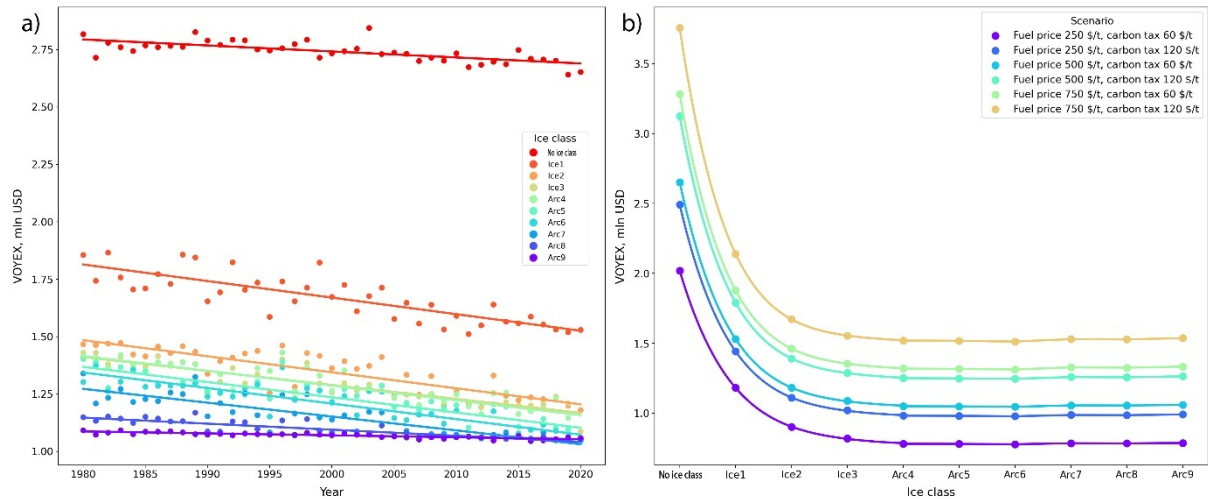 a)
VOYEX, mln USD
2.75
2.50
2.25
2.00
1.75
1.50
1.25
1.00
1980 1985 1990 1995 2000 2005 2010 2015 2020
Year
Ice class
No ice class
Ice1
Ice2
Ice3
Arc4
Arc5
Arc6
Arc7
Arc8
Arc9
b)
VOYEX, mln USD
3.5
3.0
2.5
2.0
1.5
1.0
No ice class Ice1 Ice2 Ice3 Arc4 Arc5 Arc6 Arc7 Arc8 Arc9
Ice class
Scenario
Fuel price 250 $/t, carbon tax 60 $/t
Fuel price 250 $/t, carbon tax 120 $/t
Fuel price 500 $/t, carbon tax 60 $/t
Fuel price 500 $/t, carbon tax 120 $/t
Fuel price 750 $/t, carbon tax 60 $/t
Fuel price 750 $/t, carbon tax 120 $/t